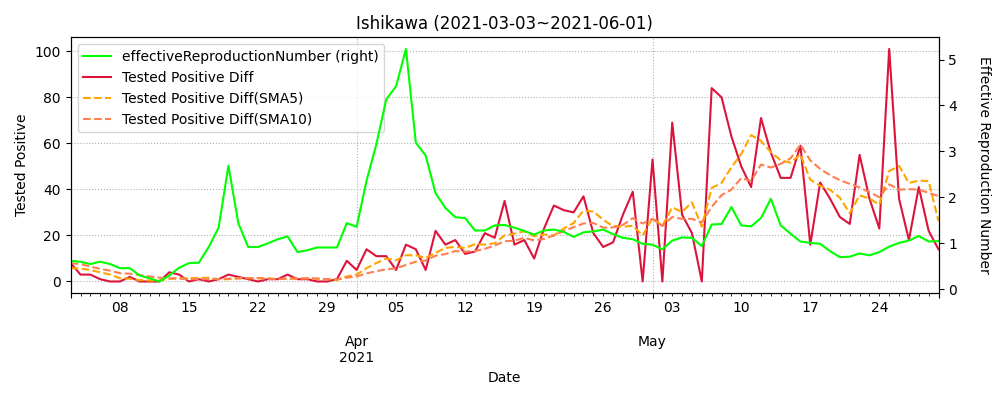 Ishikawa (2021-03-03~2021-06-01)
effectiveReproductionNumber (right)
Tested Positive Diff
Tested Positive Diff(SMA5)
Tested Positive Diff(SMA10)
Tested Positive
100
80
60
40
20
0
5
4
3
2
1
0
Effective Reproduction Number
08 15 22 29 05 12 19 26 03 10 17 24
Apr May
2021
Date